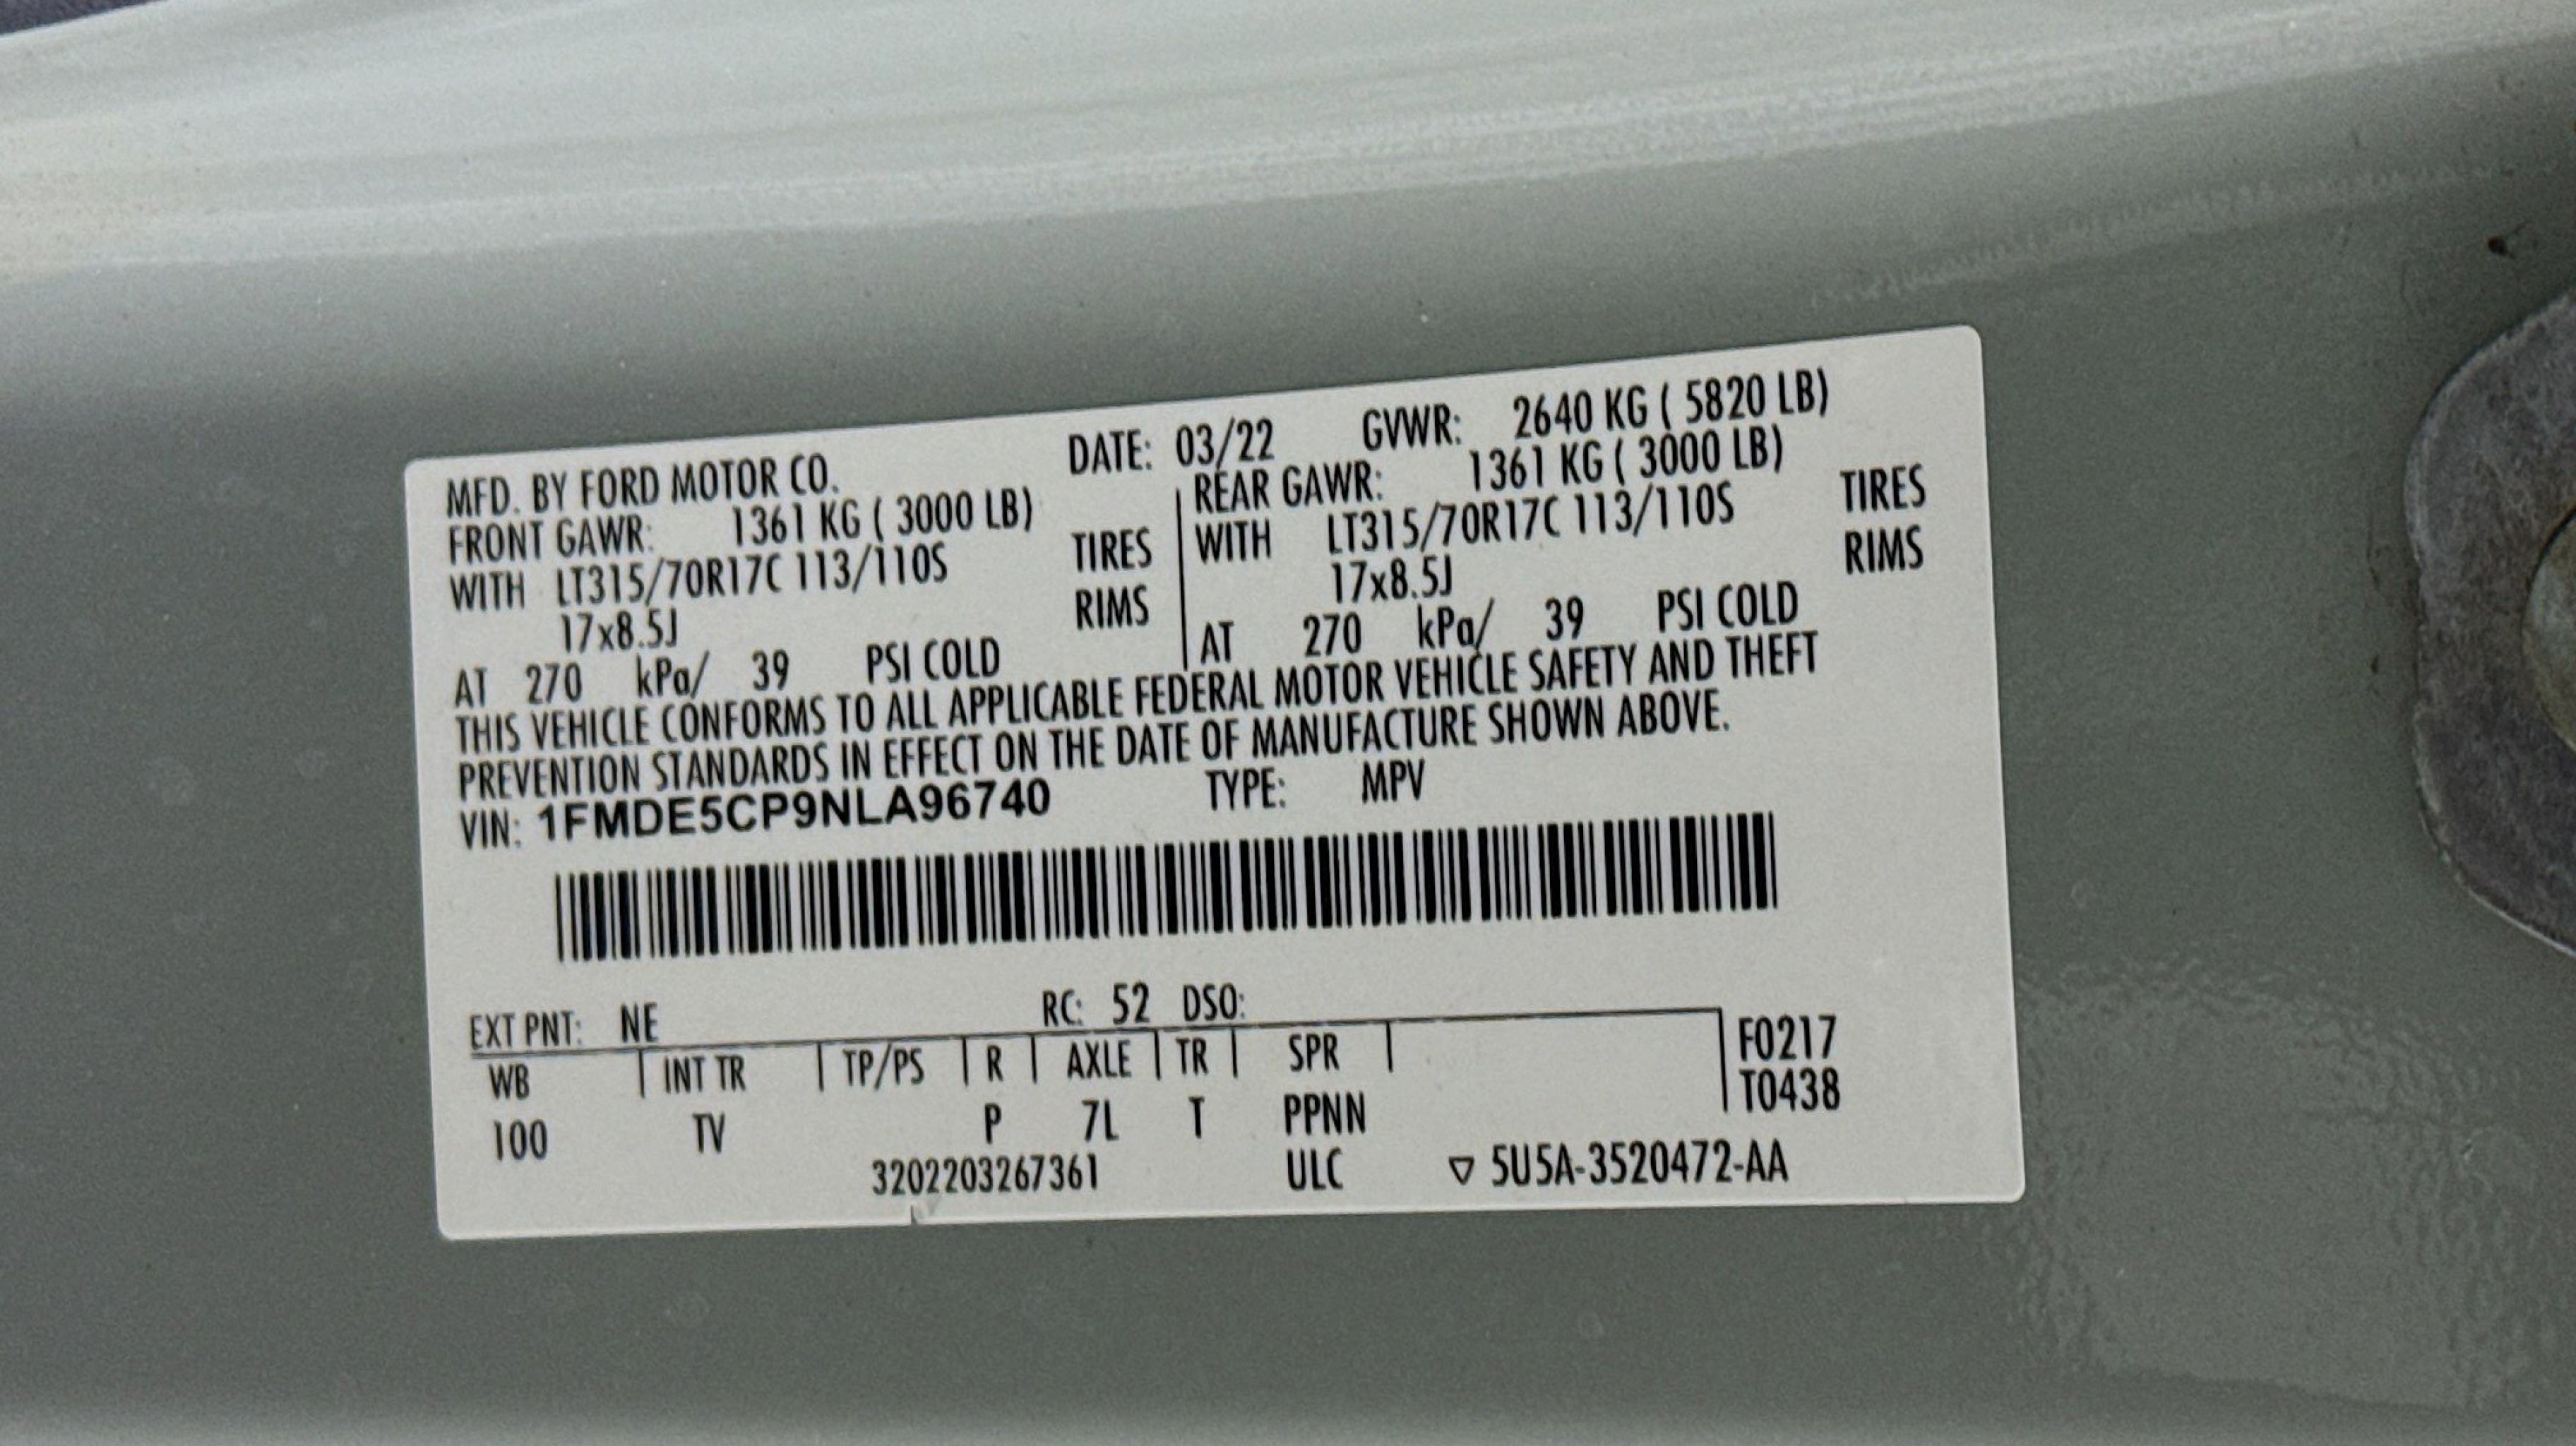 MFD. BY FORD MOTOR CO. DATE: 03/22 GVWR: 2640 KG ( 5820 LB)
FRONT GAWR: 1361 KG ( 3000 LB) REAR GAWR: 1361 KG ( 3000 LB)
WITH LT315/70R17C 113/110S TIRES WITH LT315/70R17C 113/110S TIRES
17x8.5J RIMS 17x8.5J RIMS
AT 270 kPa/ 39 PSI COLD AT 270 kPa/ 39 PSI COLD
THIS VEHICLE CONFORMS TO ALL APPLICABLE FEDERAL MOTOR VEHICLE SAFETY AND THEFT
PREVENTION STANDARDS IN EFFECT ON THE DATE OF MANUFACTURE SHOWN ABOVE.
VIN: 1FMDE5CP9NLA96740 TYPE: MPV
EXT PNT: NE RC: 52 DSO:
WB INT TR TP/PS R AXLE TR SPR F0217
100 TV P 7L T PPNN T0438
3202203267361 ULC ▽ 5U5A-3520472-AA